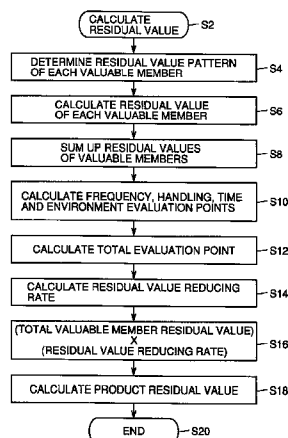 CALCULATE
RESIDUAL VALUE
S2
DETERMINE RESIDUAL VALUE PATTERN
OF EACH VALUABLE MEMBER
S4
CALCULATE RESIDUAL VALUE
OF EACH VALUABLE MEMBER
S6
SUM UP RESIDUAL VALUES
OF VALUABLE MEMBERS
S8
CALCULATE FREQUENCY, HANDLING, TIME
AND ENVIRONMENT EVALUATION POINTS
S10
CALCULATE TOTAL EVALUATION POINT
S12
CALCULATE RESIDUAL VALUE REDUCING
RATE
S14
(TOTAL VALUABLE MEMBER RESIDUAL VALUE)
X
(RESIDUAL VALUE REDUCING RATE)
S16
CALCULATE PRODUCT RESIDUAL VALUE
S18
END
S20